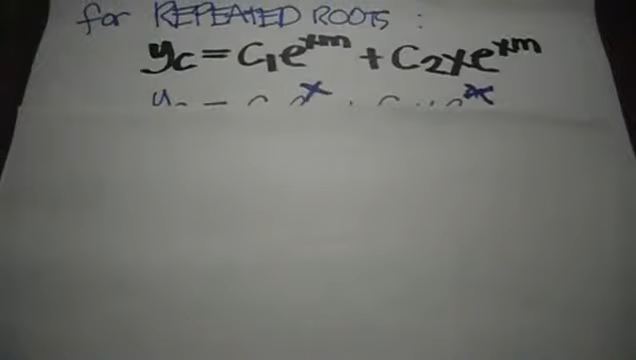 for REPEATED ROOTS :
yc = C1e^xm + C2xe^xm